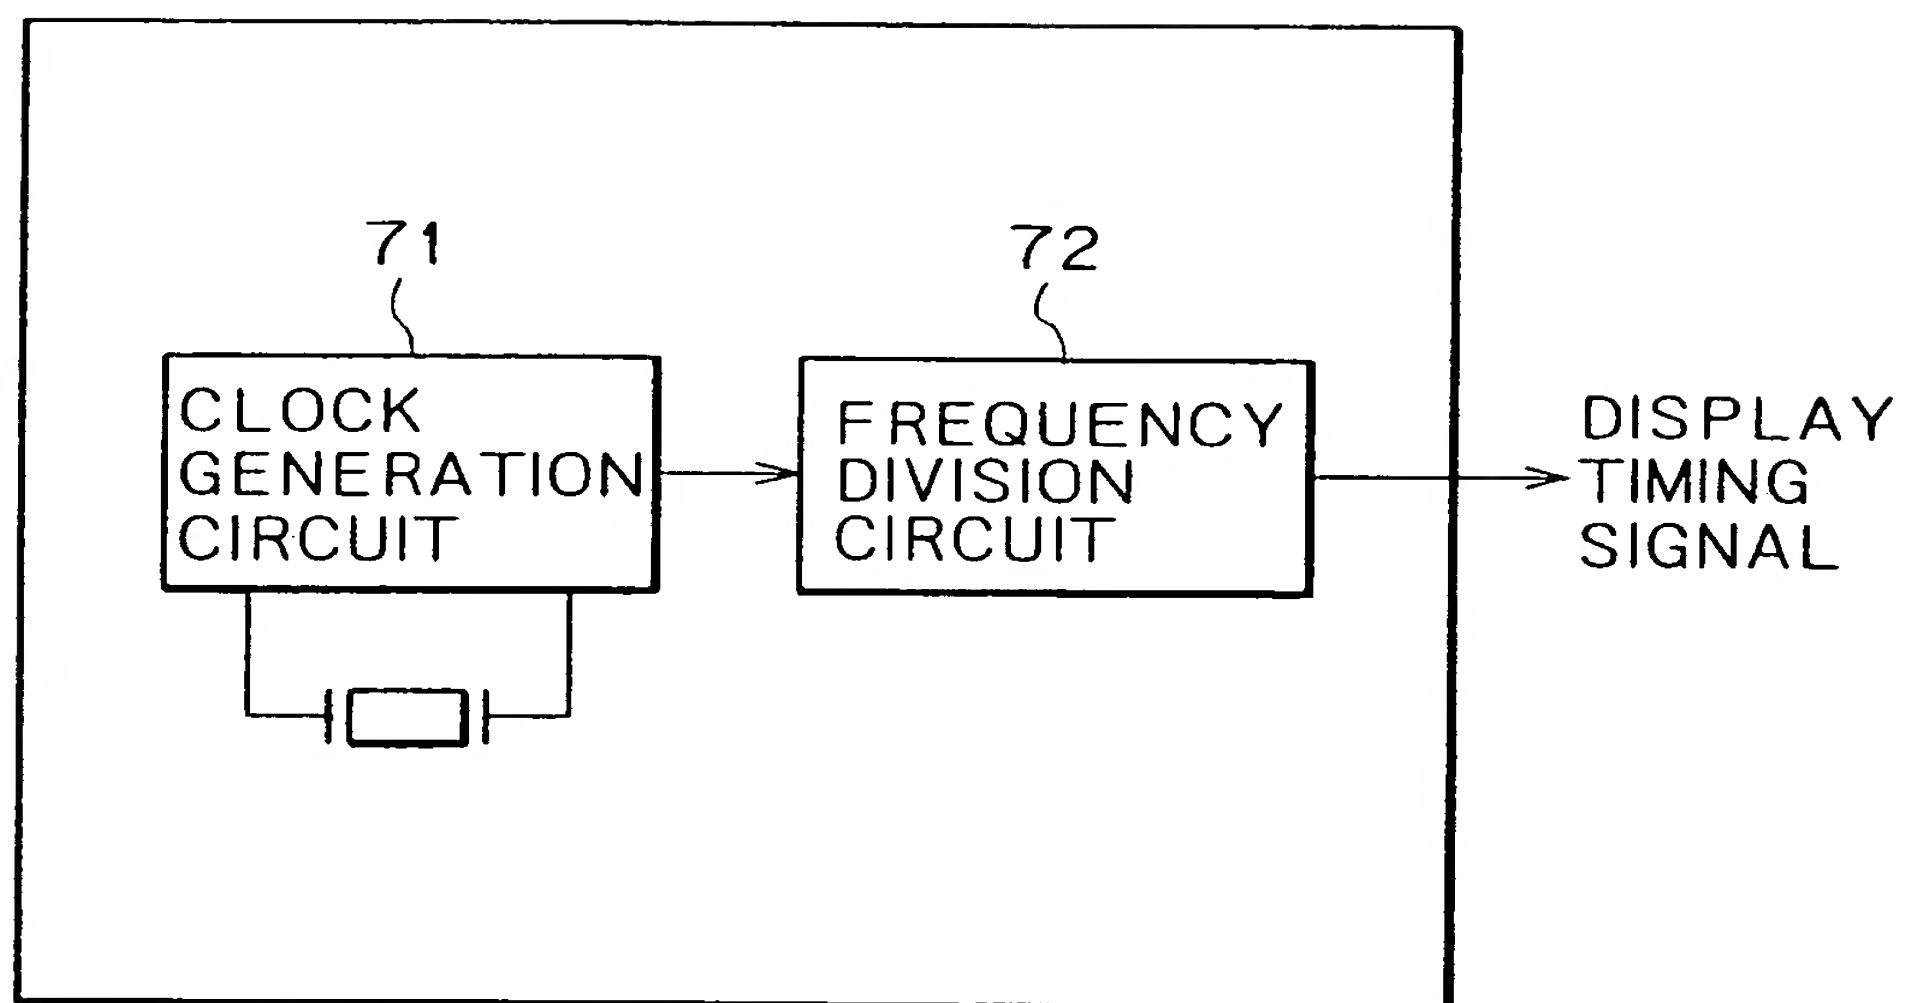 71
72
CLOCK
GENERATION
CIRCUIT
FREQUENCY
DIVISION
CIRCUIT
DISPLAY
TIMING
SIGNAL